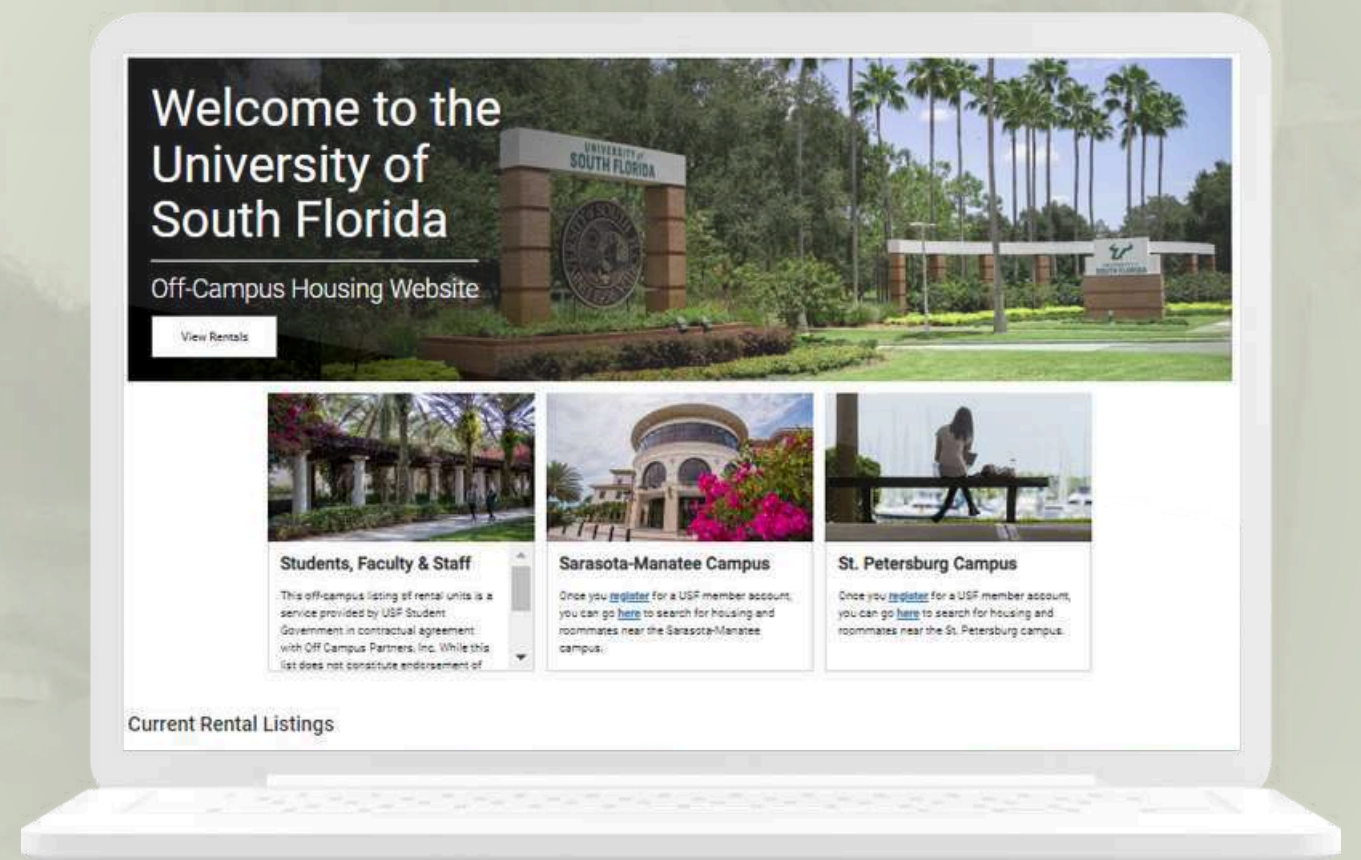 Welcome to the
University of
South Florida
Off-Campus Housing Website
View Rentals
UNIVERSITY of
SOUTH FLORIDA
SOUTH FLORIDA
Students, Faculty & Staff
This off-campus listing of rental units is a
service provided by USF Student
Government in contractual agreement
with Off Campus Partners, Inc. While this
list does not constitute endorsement of
Sarasota-Manatee Campus
Once you register for a USF member account,
you can go here to search for housing and
roommates near the Sarasota-Manatee
campus.
St. Petersburg Campus
Once you register for a USF member account,
you can go here to search for housing and
roommates near the St. Petersburg campus.
Current Rental Listings